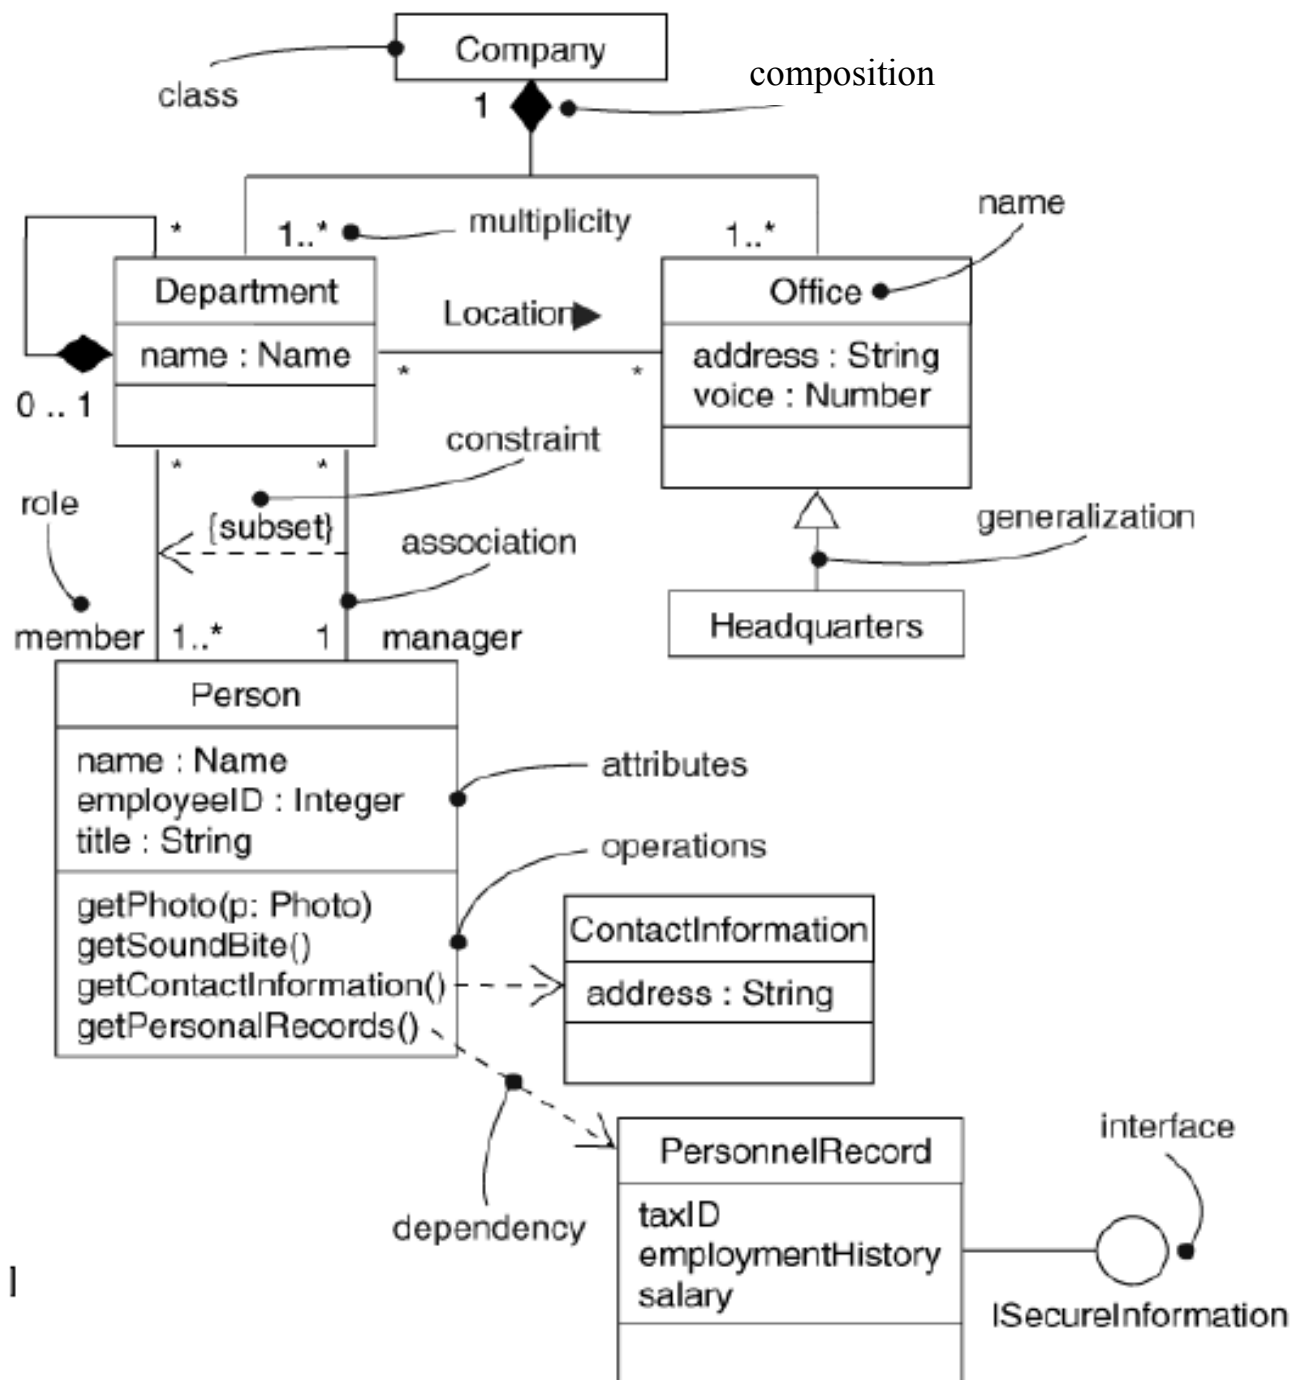 Company
class
1
composition
name
*
1..*
multiplicity
1..*
Department
Office
Location
name : Name
address : String
voice : Number
*
*
0 .. 1
constraint
*
*
role
{subset}
association
generalization
member
1..*
1
manager
Headquarters
Person
name : Name
employeeID : Integer
title : String
attributes
operations
getPhoto(p: Photo)
getSoundBite()
getContactInformation()
getPersonalRecords()
ContactInformation
address : String
dependency
PersonnelRecord
taxID
employmentHistory
salary
interface
ISecureInformation
]